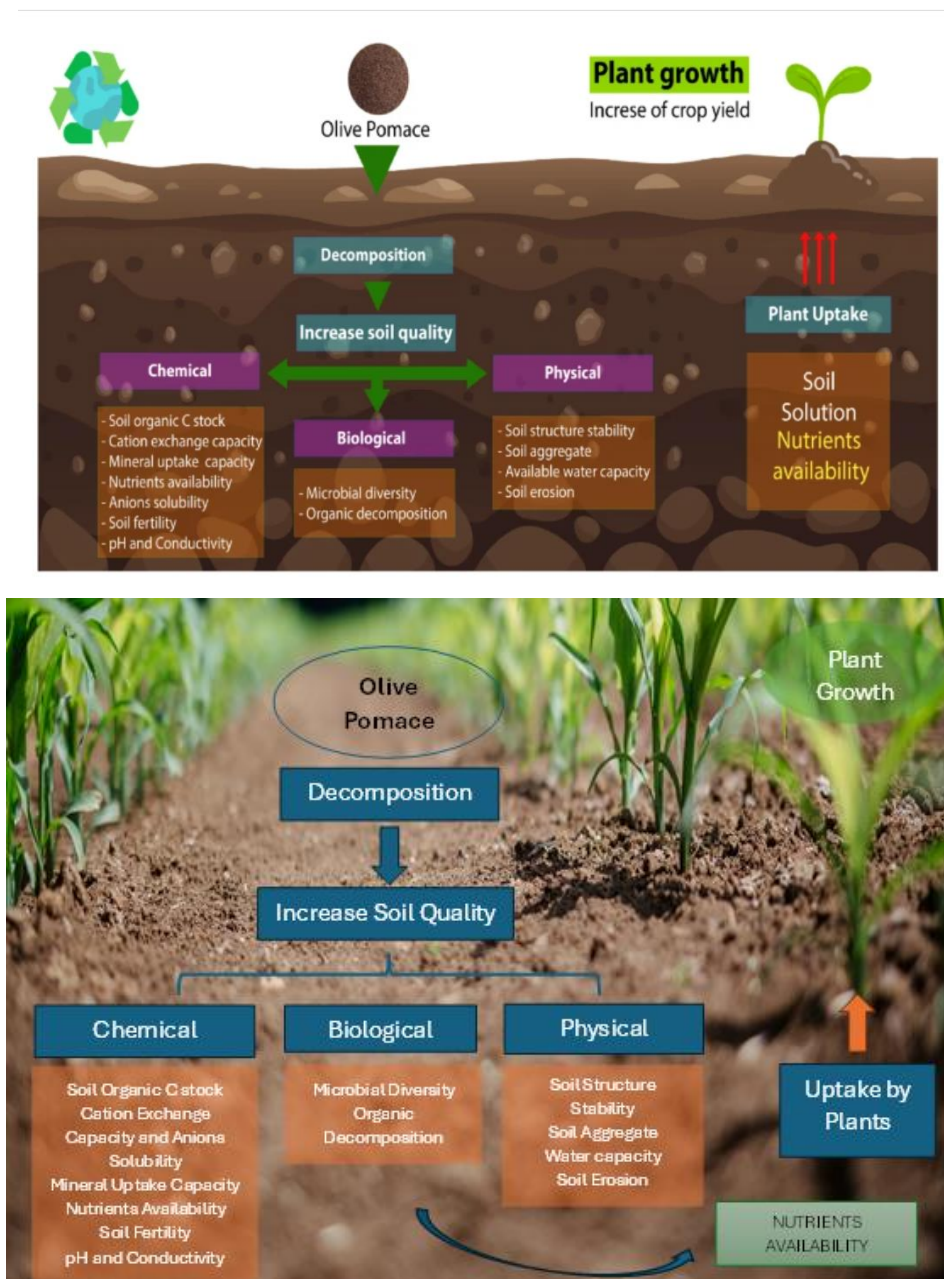 Olive Pomace
Plant growth
Increse of crop yield
Decomposition
Increase soil quality
Chemical
- Soil organic C stock
- Cation exchange capacity
- Mineral uptake capacity
- Nutrients availability
- Anions solubility
- Soil fertility
- pH and Conductivity
Biological
- Microbial diversity
- Organic decomposition
Physical
- Soil structure stability
- Soil aggregate
- Available water capacity
- Soil erosion
Plant Uptake
Soil
Solution
Nutrients
availability
Olive
Pomace
Plant
Growth
Decomposition
Increase Soil Quality
Chemical
Soil Organic C stock
Cation Exchange
Capacity and Anions
Solubility
Mineral Uptake Capacity
Nutrients Availability
Soil Fertility
pH and Conductivity
Biological
Microbial Diversity
Organic
Decomposition
Physical
Soil Structure
Stability
Soil Aggregate
Water capacity
Soil Erosion
Uptake by
Plants
NUTRIENTS
AVAILABILITY